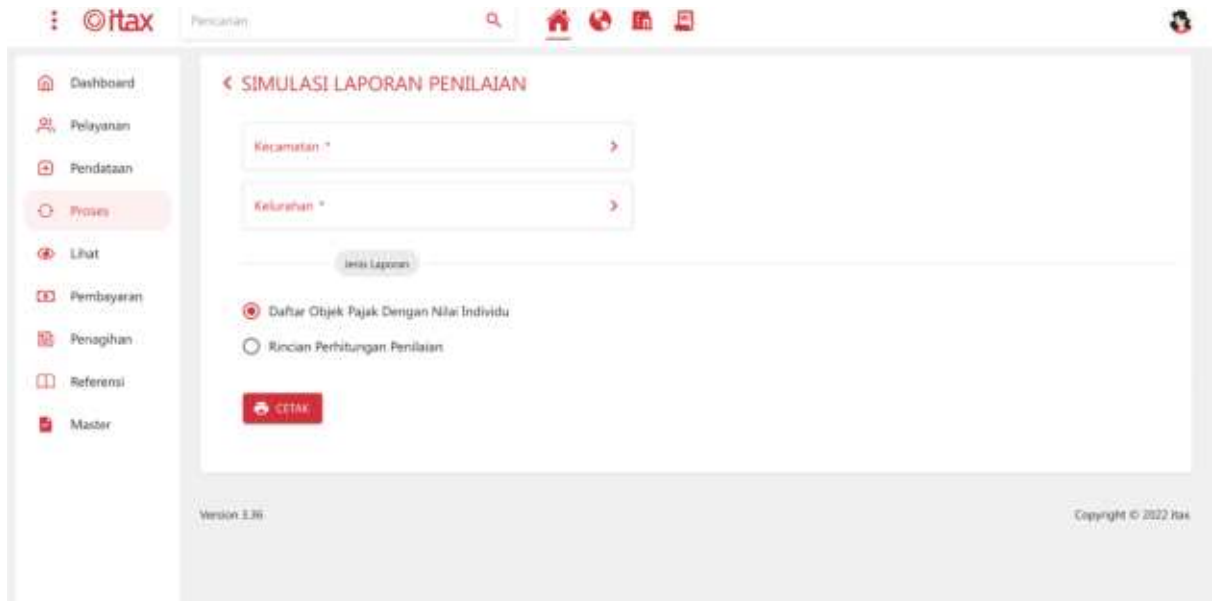 itax
Pencarian
Dashboard
Pelayanan
Pendataan
Proses
Lihat
Pembayaran
Penagihan
Referensi
Master
SIMULASI LAPORAN PENILAIAN
Kecamatan *
Kelurahan *
Jenis Laporan
Daftar Objek Pajak Dengan Nilai Individu
Rincian Perhitungan Penilaian
CETAK
Version 3.36
Copyright © 2022 itax